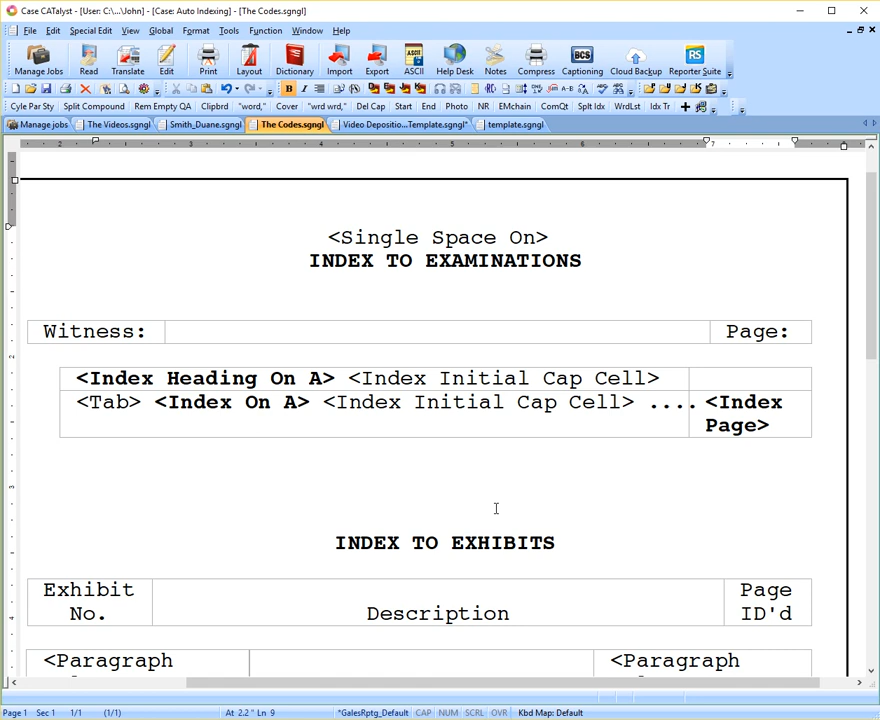 Case CATalyst - [User: C:\...\John] - [Case: Auto Indexing] - [The Codes.sgngl]
File Edit Special Edit View Global Format Tools Function Window Help
Manage Jobs Read Translate Edit Print Layout Dictionary Import Export ASCII Help Desk Notes Compress Captioning Cloud Backup Reporter Suite
Cyle Par Sty Split Compound Rem Empty QA Clipbrd "word," Cover "wrd wrd," Del Cap Start End Photo NR EMchain ComQt Splt Idx WrdLst Idx Tr
Manage jobs The Videos.sgngl Smith_Duane.sgngl The Codes.sgngl Video Depositio...Template.sgngl* template.sgngl
2 3 4 5 6 7
<Single Space On>
INDEX TO EXAMINATIONS
Witness: Page:
<Index Heading On A> <Index Initial Cap Cell>
<Tab> <Index On A> <Index Initial Cap Cell> .... <Index
Page>
INDEX TO EXHIBITS
Exhibit Page
No. Description ID'd
<Paragraph <Paragraph
Page 1 Sec 1 1/1 (1/1) At 2.2" Ln 9 *GalesRptg_Default CAP NUM SCRL OVR Kbd Map: Default